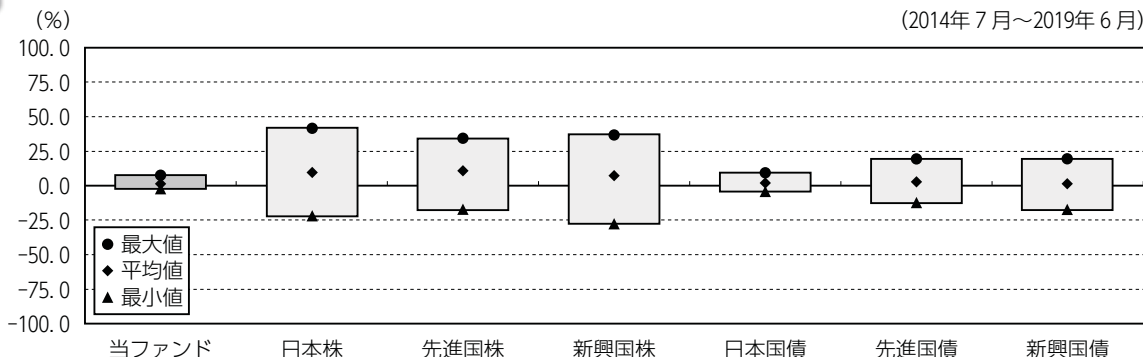 (%)
(2014年7月～2019年6月)
100.0
75.0
50.0
25.0
0.0
-25.0
-50.0
-75.0
-100.0
● 最大値
◆ 平均値
▲ 最小値
当ファンド 日本株 先進国株 新興国株 日本国債 先進国債 新興国債